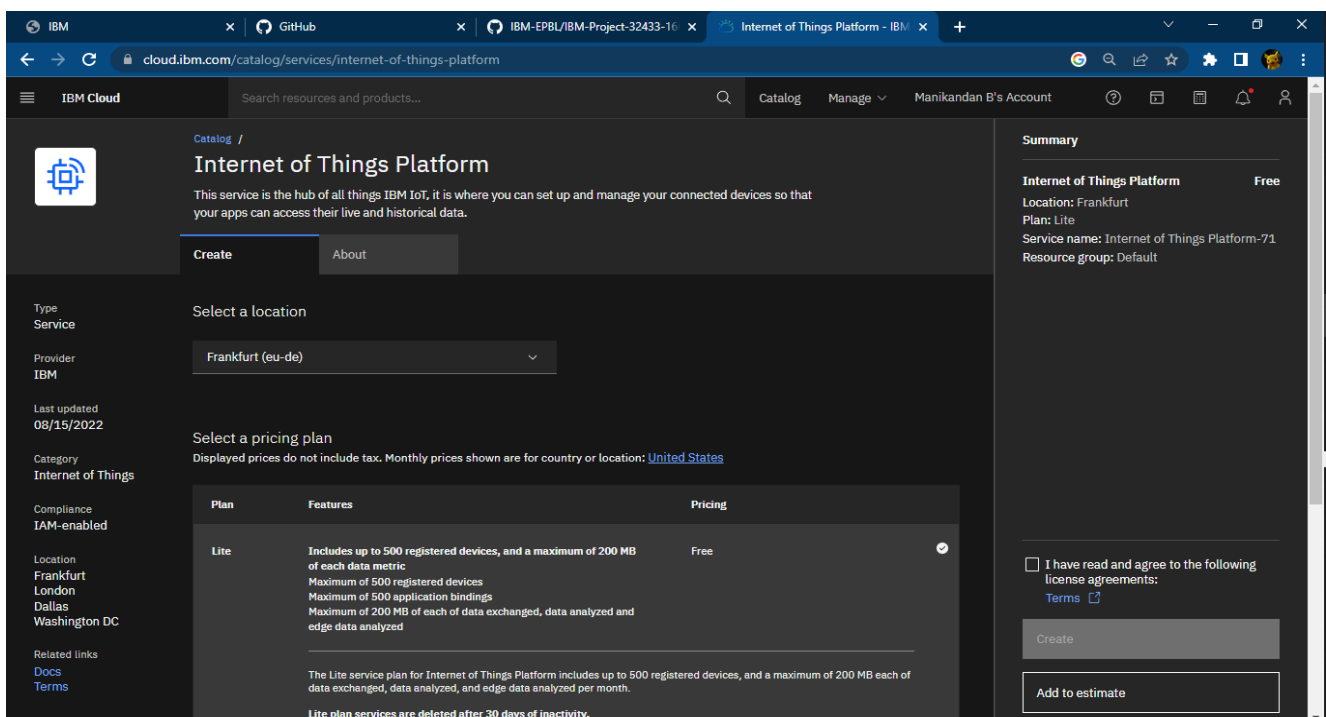 IBM
GitHub
IBM-EPBL/IBM-Project-32433-16
Internet of Things Platform - IBM
cloud.ibm.com/catalog/services/internet-of-things-platform
IBM Cloud
Search resources and products...
Catalog
Manage
Manikandan B's Account
Catalog /
Internet of Things Platform
This service is the hub of all things IBM IoT, it is where you can set up and manage your connected devices so that
your apps can access their live and historical data.
Create
About
Type
Service
Provider
IBM
Last updated
08/15/2022
Category
Internet of Things
Compliance
IAM-enabled
Location
Frankfurt
London
Dallas
Washington DC
Related links
Docs
Terms
Select a location
Frankfurt (eu-de)
Select a pricing plan
Displayed prices do not include tax. Monthly prices shown are for country or location: United States
Plan Features Pricing
Lite Includes up to 500 registered devices, and a maximum of 200 MB Free
of each data metric
Maximum of 500 registered devices
Maximum of 500 application bindings
Maximum of 200 MB of each of data exchanged, data analyzed and
edge data analyzed
The Lite service plan for Internet of Things Platform includes up to 500 registered devices, and a maximum of 200 MB each of
data exchanged, data analyzed, and edge data analyzed per month.
Lite plan services are deleted after 30 days of inactivity.
Summary
Internet of Things Platform Free
Location: Frankfurt
Plan: Lite
Service name: Internet of Things Platform-71
Resource group: Default
I have read and agree to the following
license agreements:
Terms
Create
Add to estimate